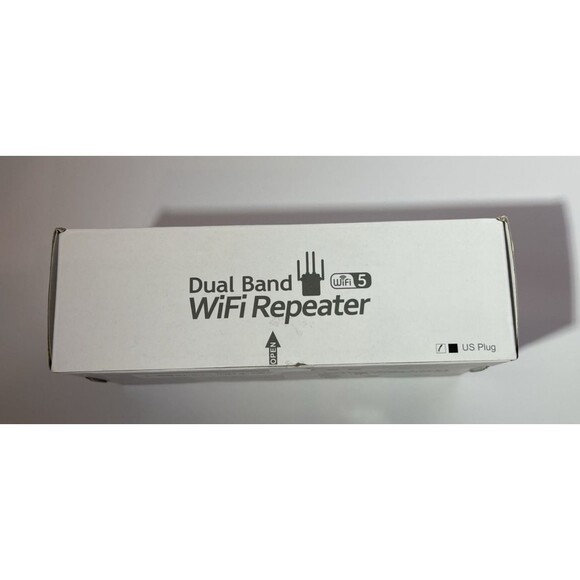 Dual Band WiFi 5
WiFi Repeater
OPEN
US Plug